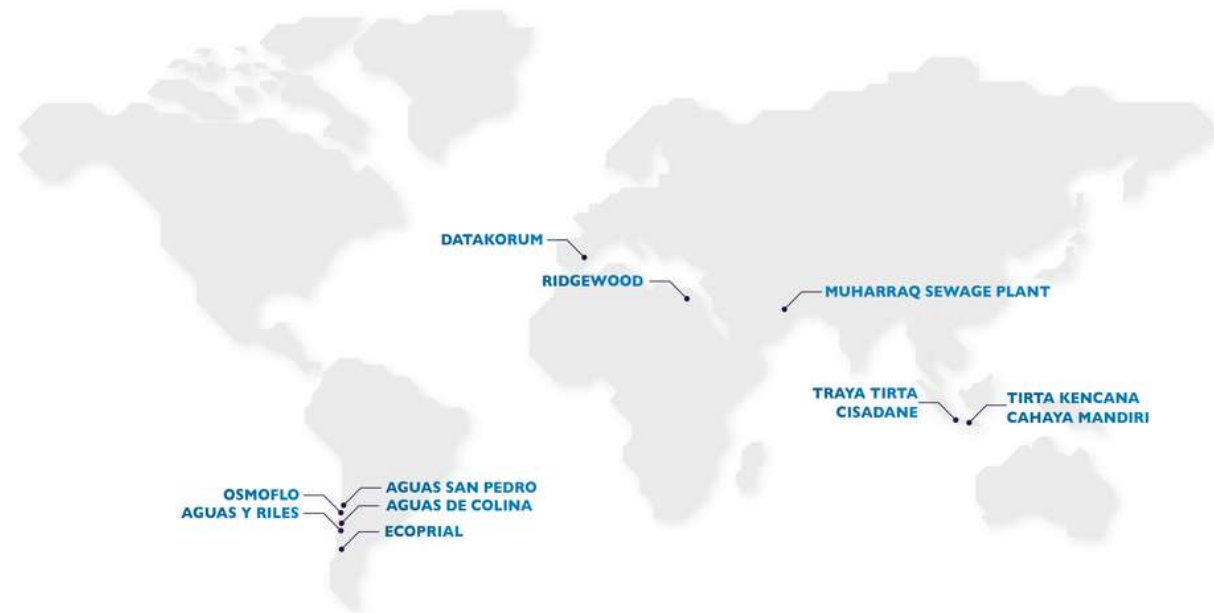 DATAKORUM
RIDGEWOOD
MUHARRAQ SEWAGE PLANT
TRAYA TIRTA
CISADANE
TIRTA KENCANA
CAHAYA MANDIRI
OSMOFLO
AGUAS Y RILES
AGUAS SAN PEDRO
AGUAS DE COLINA
ECOPRIAL